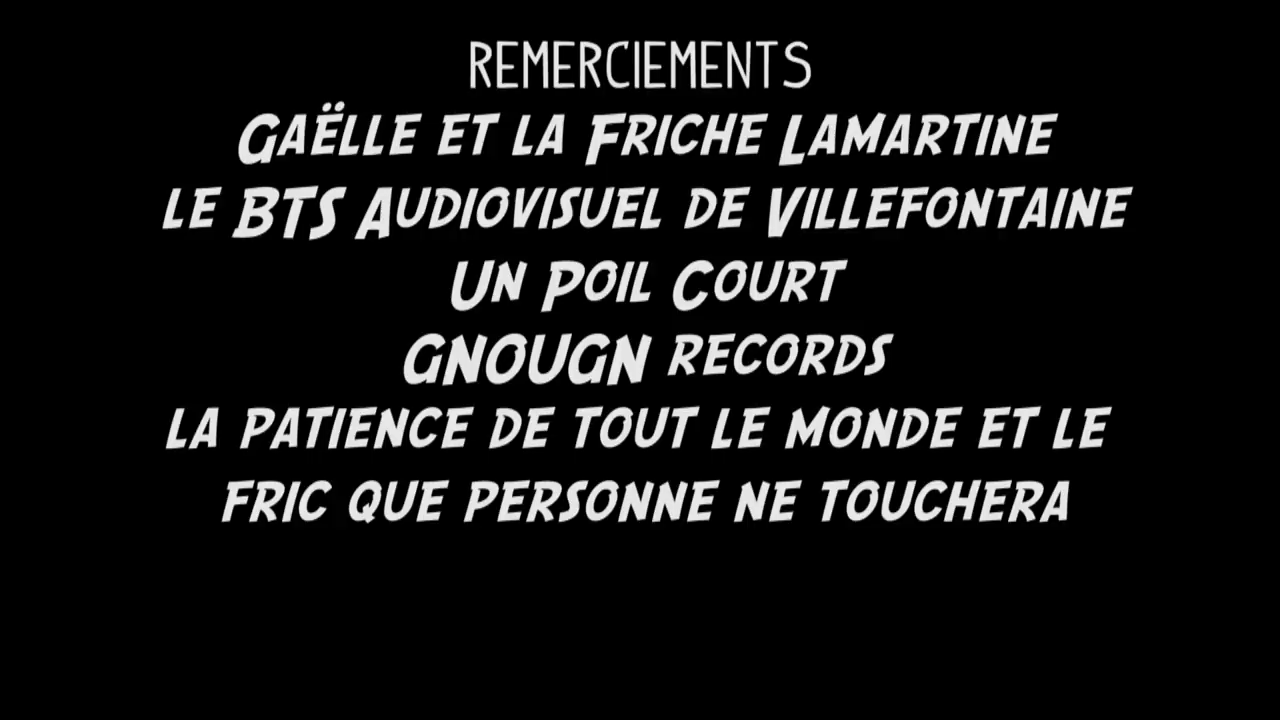 REMERCIEMENTS
GAËLLE ET LA FRICHE LAMARTINE
LE BTS AUDIOVISUEL DE VILLEFONTAINE
UN POIL COURT
GNOUGN RECORDS
LA PATIENCE DE TOUT LE MONDE ET LE
FRIC QUE PERSONNE NE TOUCHERA